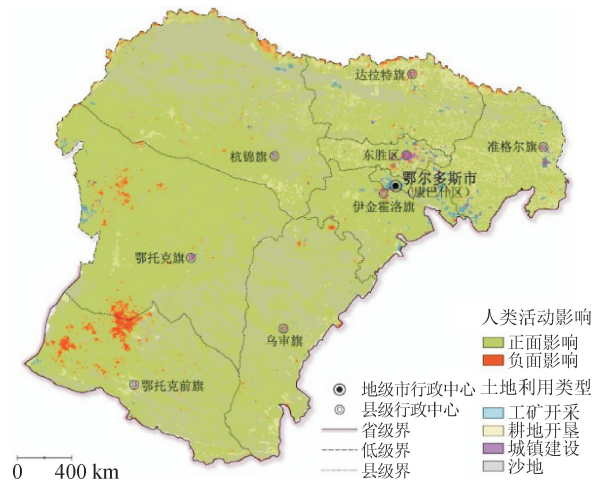 达拉特旗
杭锦旗
东胜区
准格尔旗
鄂尔多斯市
(康巴什区)
伊金霍洛旗
鄂托克旗
乌审旗
鄂托克前旗
人类活动影响
正面影响
负面影响
土地利用类型
工矿开采
耕地开垦
城镇建设
沙地
地级市行政中心
县级行政中心
省级界
低级界
县级界
0 400 km